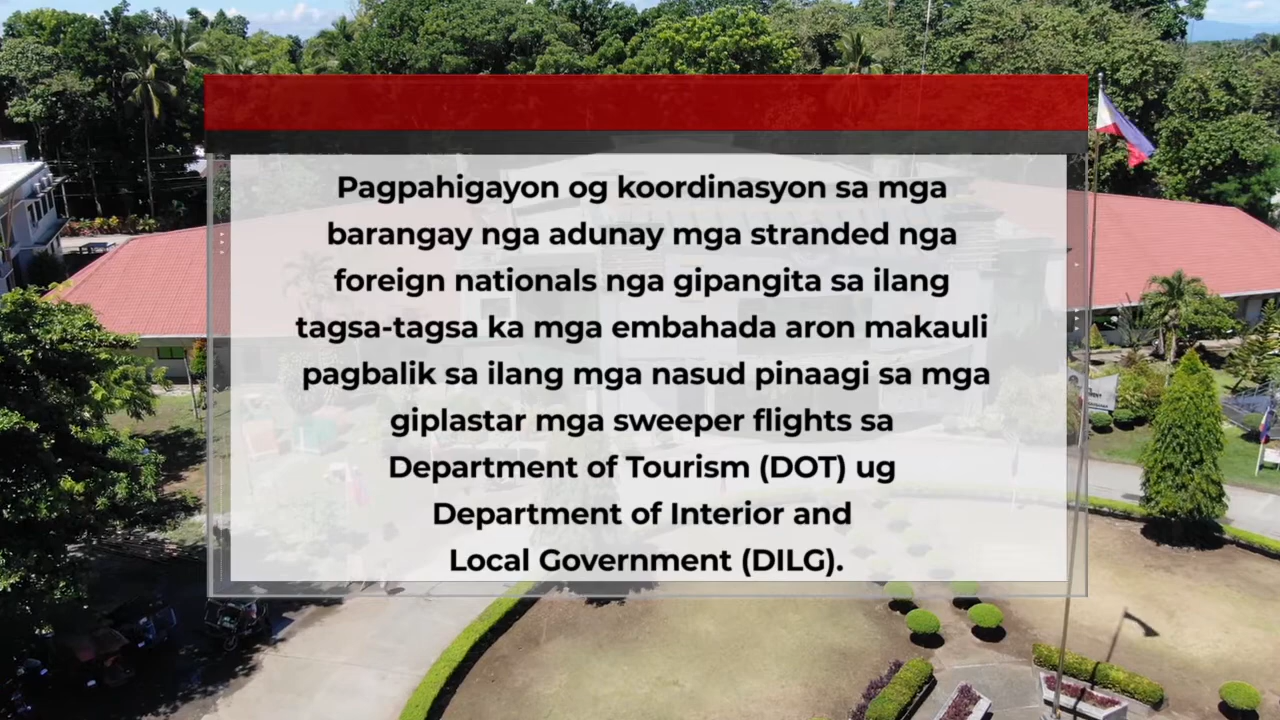 Pagpahigayon og koordinasyon sa mga
barangay nga adunay mga stranded nga
foreign nationals nga gipangita sa ilang
tagsa-tagsa ka mga embahada aron makauli
pagbalik sa ilang mga nasud pinaagi sa mga
giplastar mga sweeper flights sa
Department of Tourism (DOT) ug
Department of Interior and
Local Government (DILG).